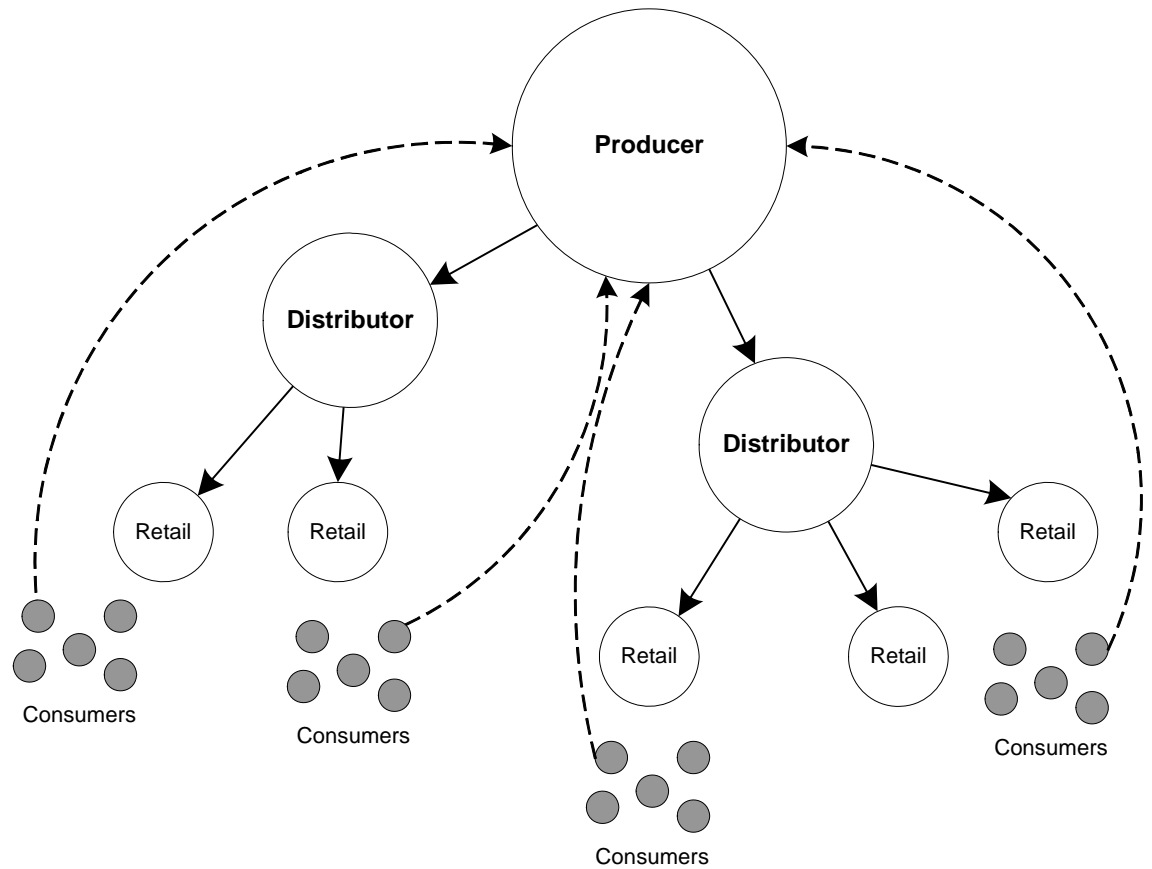 Producer
Distributor
Distributor
Retail
Retail
Retail
Retail
Retail
Consumers
Consumers
Consumers
Consumers